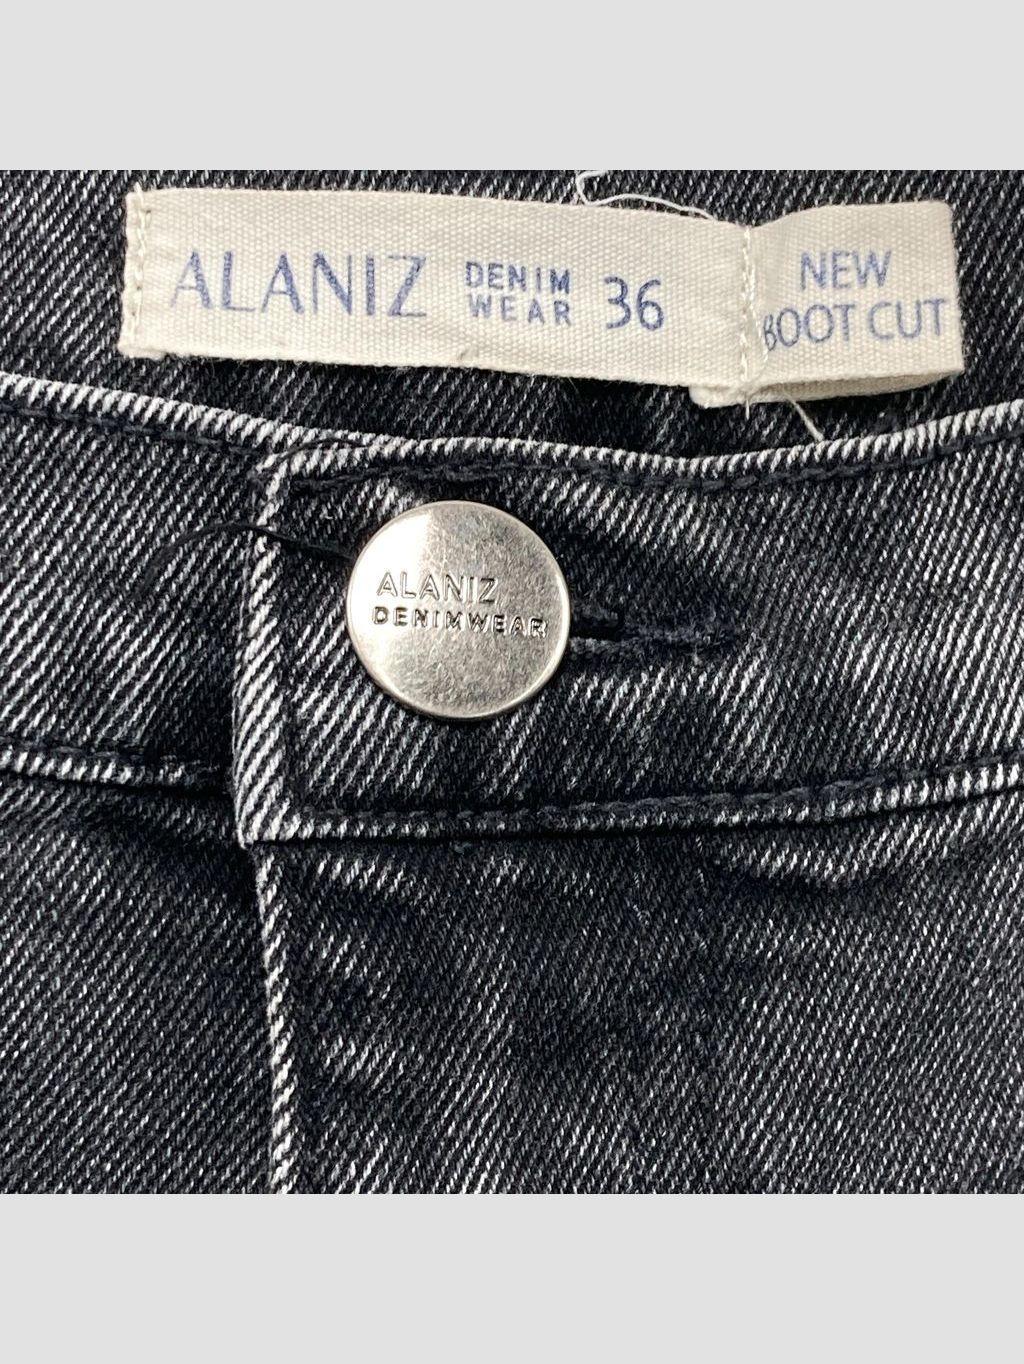 ALANIZ
DENIM
WEAR
36
NEW
BOOT CUT
ALANIZ
DENIMWEAR